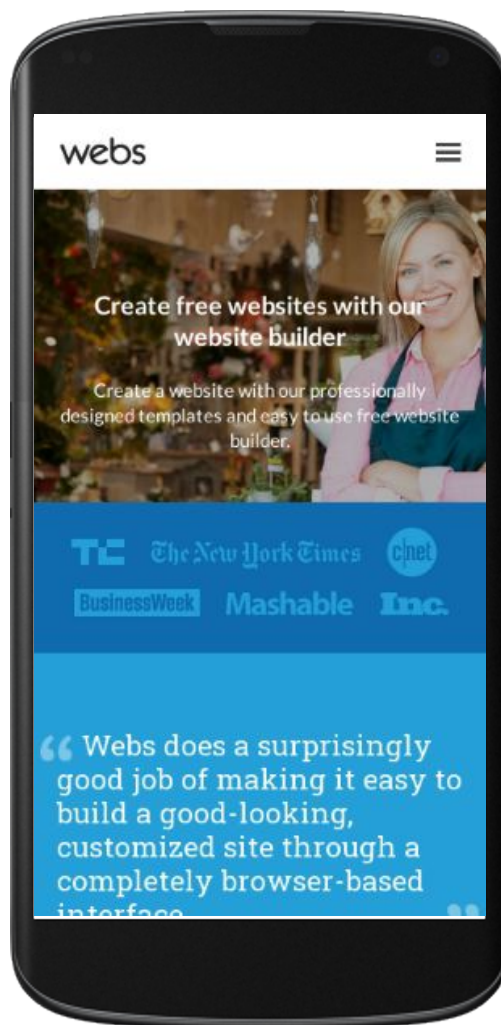 webs
Create free websites with our
website builder
Create a website with our professionally
designed templates and easy to use free website
builder.
TC The New York Times c|net
BusinessWeek Mashable Inc.
“ Webs does a surprisingly
good job of making it easy to
build a good-looking,
customized site through a
completely browser-based
interface ”